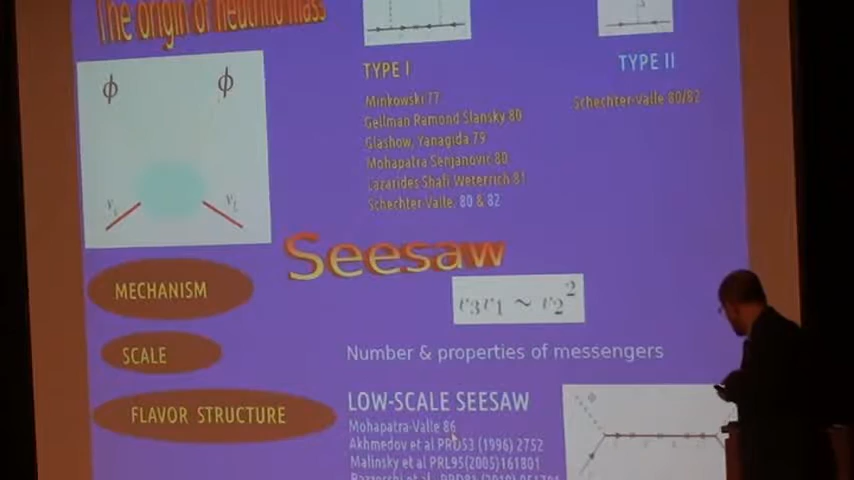 The origin of neutrino mass
ϕ ϕ
TYPE I
TYPE II
Minkowski 77
Gellman Ramond Slansky 80
Glashow, Yanagida 79
Mohapatra Senjanovic 80
Lazarides Shafi Weterrich 81
Schechter-Valle, 80 & 82
Schechter-Valle 80/82
Seesaw
v3v1 ~ v2²
MECHANISM
SCALE
FLAVOR STRUCTURE
Number & properties of messengers
LOW-SCALE SEESAW
Mohapatra-Valle 86
Akhmedov et al PRD53 (1996) 2752
Malinsky et al PRL95(2005)161801